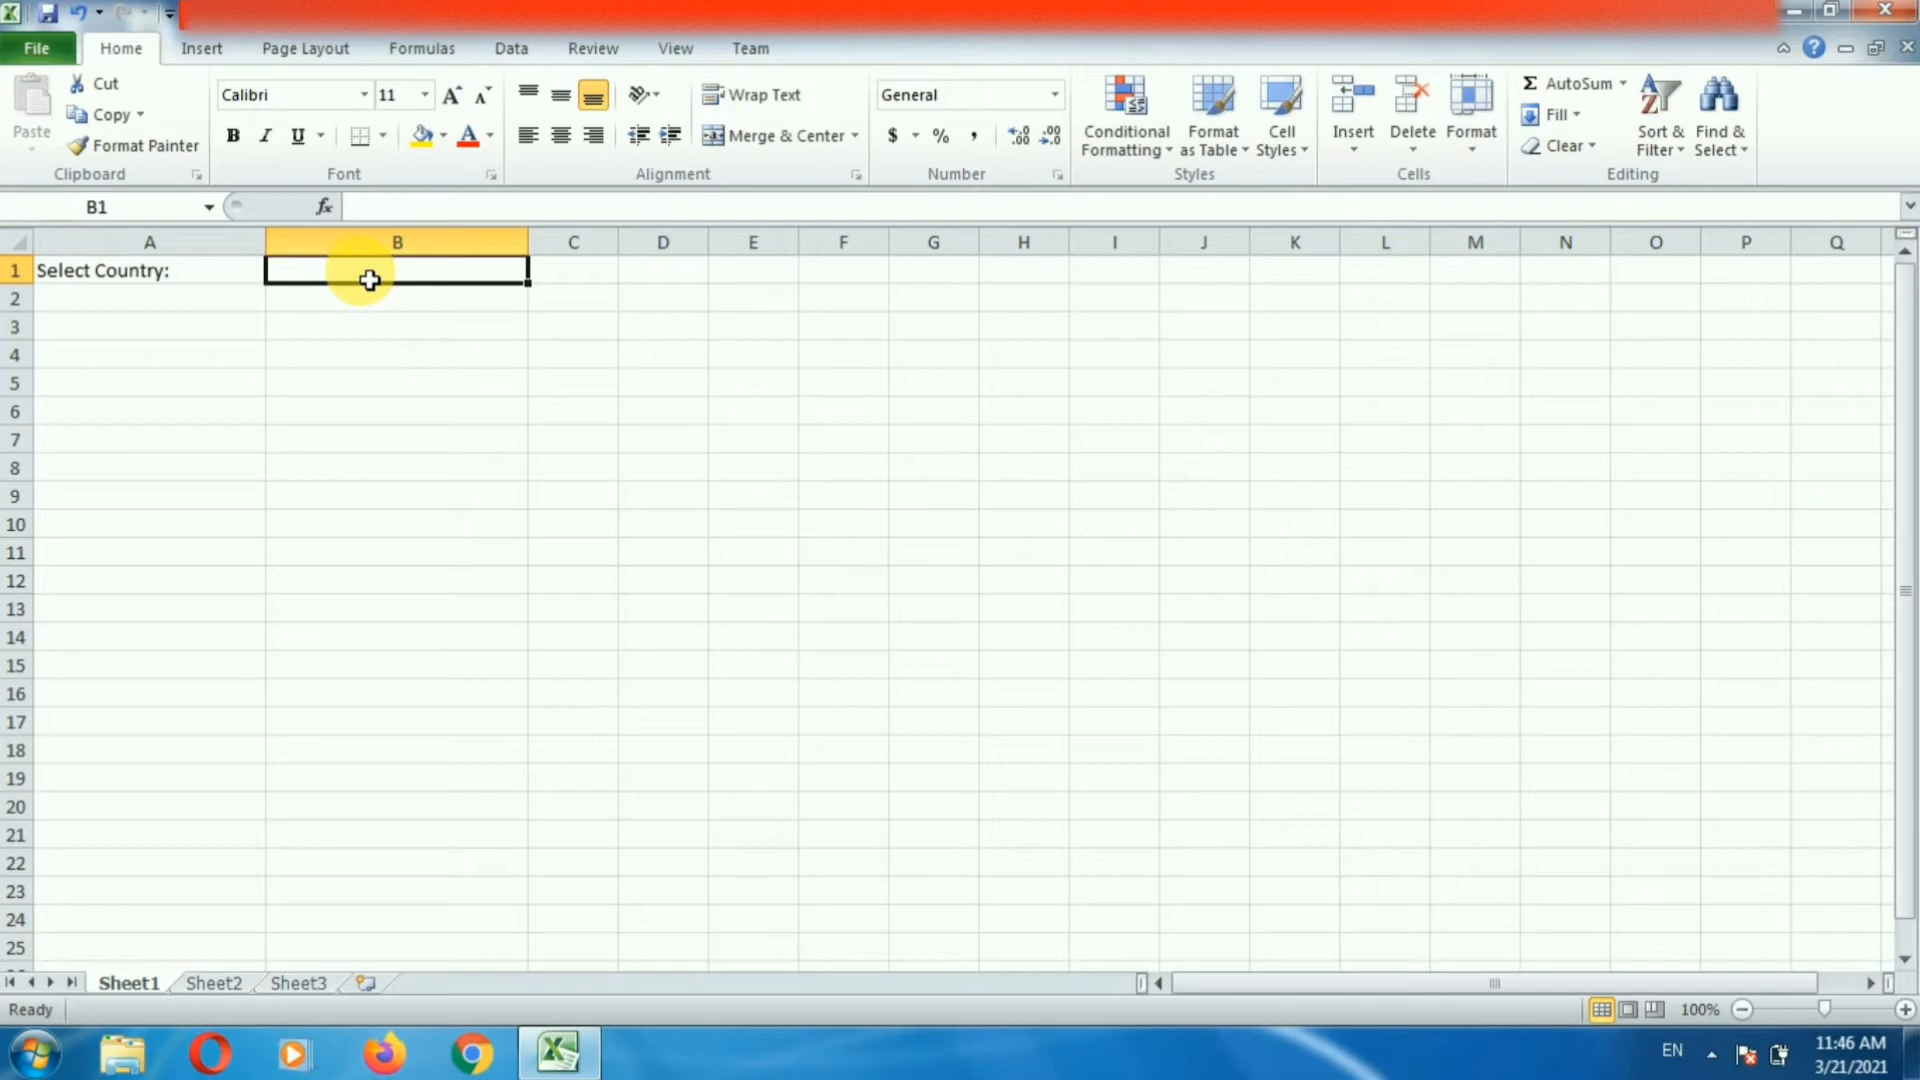 File Home Insert Page Layout Formulas Data Review View Team
Paste
Cut
Copy
Format Painter
Clipboard
Calibri 11
B I U
Font
Wrap Text
Merge & Center
Alignment
General
$ % ,
Number
Conditional Formatting
Format as Table
Cell Styles
Styles
Insert Delete Format
Cells
AutoSum
Fill
Clear
Sort & Filter
Find & Select
Editing
B1 fx
A B C D E F G H I J K L M N O P Q
1 Select Country:
2
3
4
5
6
7
8
9
10
11
12
13
14
15
16
17
18
19
20
21
22
23
24
25
Sheet1 Sheet2 Sheet3
Ready 100%
EN 11:46 AM
3/21/2021